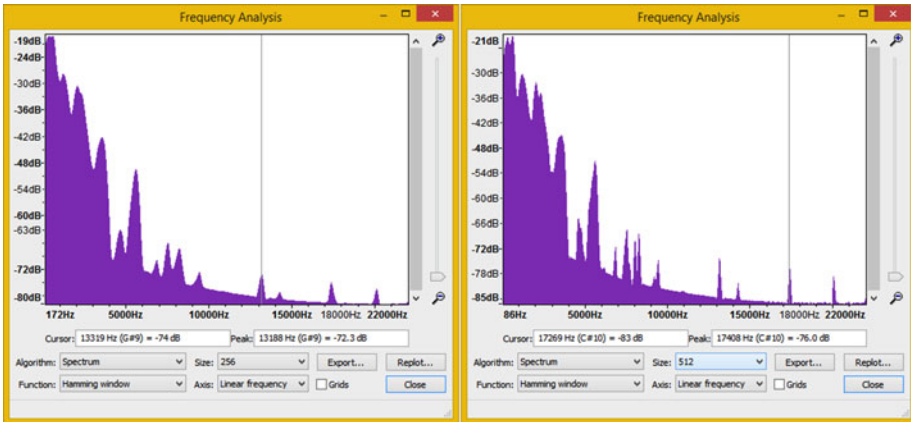 Frequency Analysis
-19dB
-24dB
-30dB
-36dB
-42dB
-48dB
-54dB
-60dB
-63dB
-72dB
-80dB
172Hz 5000Hz 10000Hz 15000Hz 18000Hz 22000Hz
Cursor: 13319 Hz (G#9) = -74 dB Peak: 13188 Hz (G#9) = -72.3 dB
Algorithm: Spectrum Size: 256 Export... Replot...
Function: Hamming window Axis: Linear frequency Grids Close
Frequency Analysis
-21dB
-30dB
-36dB
-42dB
-48dB
-54dB
-60dB
-66dB
-72dB
-78dB
-86dB
86Hz 5000Hz 10000Hz 15000Hz 18000Hz 22000Hz
Cursor: 17269 Hz (C#10) = -83 dB Peak: 17408 Hz (C#10) = -76.0 dB
Algorithm: Spectrum Size: 512 Export... Replot...
Function: Hamming window Axis: Linear frequency Grids Close